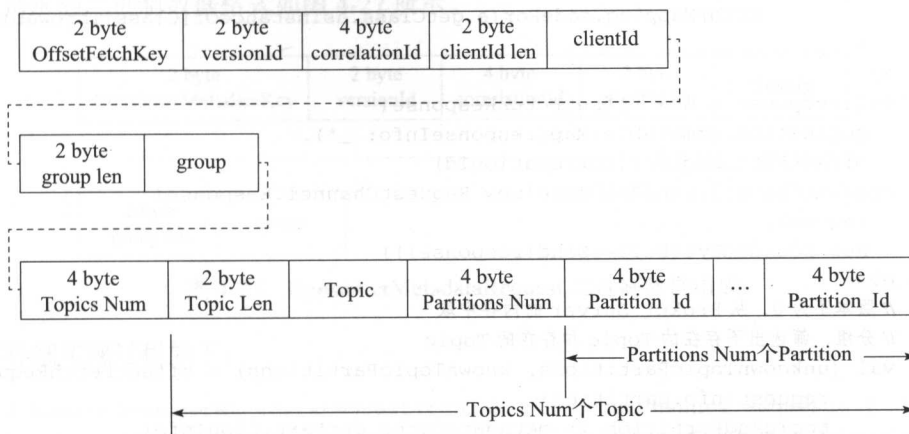 2 byte 2 byte 4 byte 2 byte clientId
OffsetFetchKey versionId correlationId clientId len
2 byte group
group len
4 byte 2 byte Topic 4 byte 4 byte … 4 byte
Topics Num Topic Len Partitions Num Partition Id Partition Id
Partitions Num个Partition
Topics Num个Topic